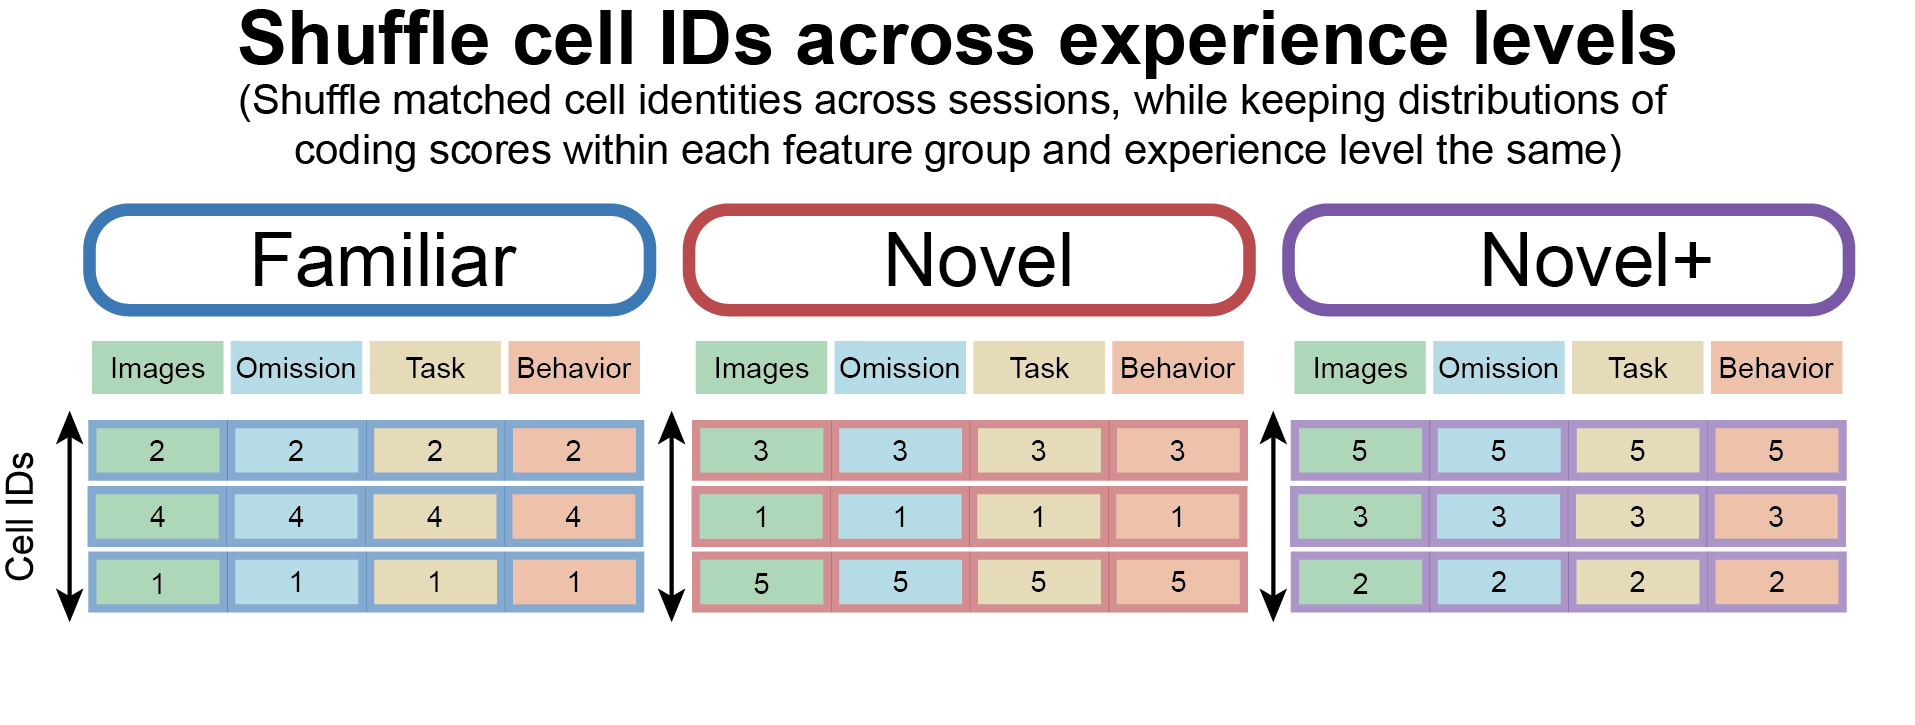 Shuffle cell IDs across experience levels
(Shuffle matched cell identities across sessions, while keeping distributions of
coding scores within each feature group and experience level the same)
Familiar Novel Novel+
Images Omission Task Behavior Images Omission Task Behavior Images Omission Task Behavior
Cell IDs
2 2 2 2 3 3 3 3 5 5 5 5
4 4 4 4 1 1 1 1 3 3 3 3
1 1 1 1 5 5 5 5 2 2 2 2